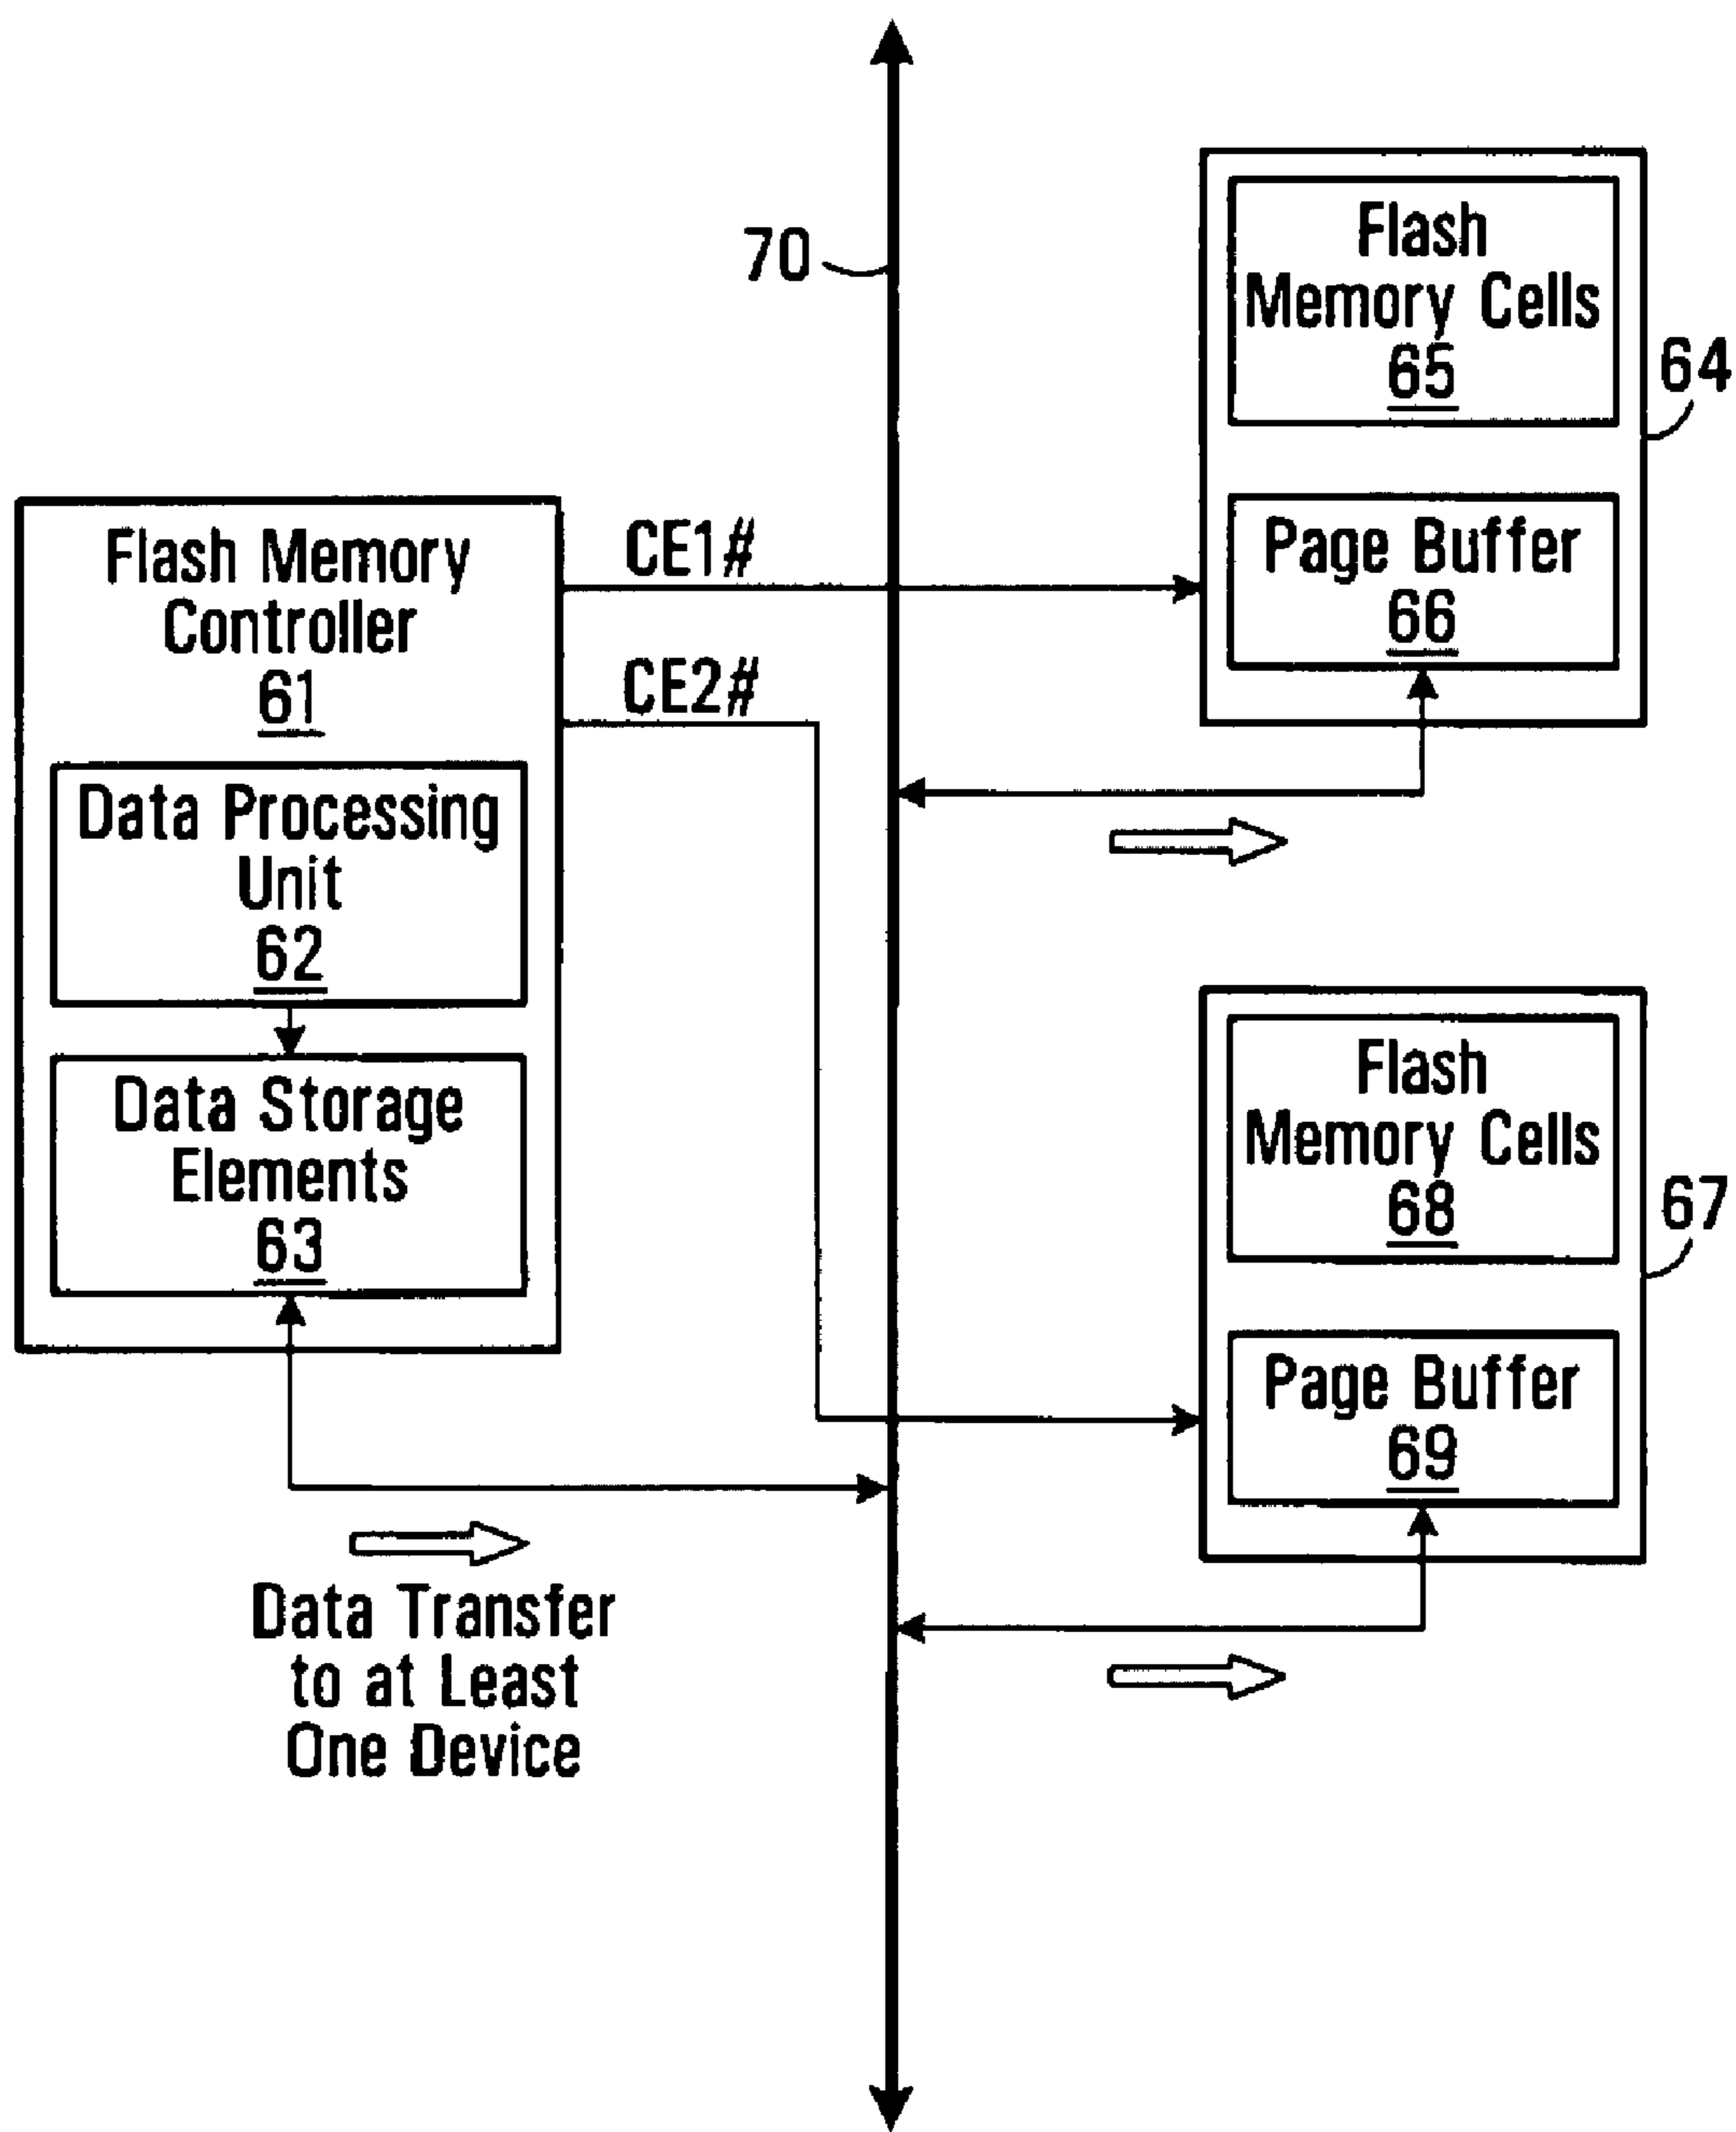 70
Flash
Memory Cells
65
64
Page Buffer
66
Flash Memory
Controller
61
CE1#
CE2#
Data Processing
Unit
62
Data Storage
Elements
63
Flash
Memory Cells
68
67
Page Buffer
69
Data Transfer
to at Least
One Device